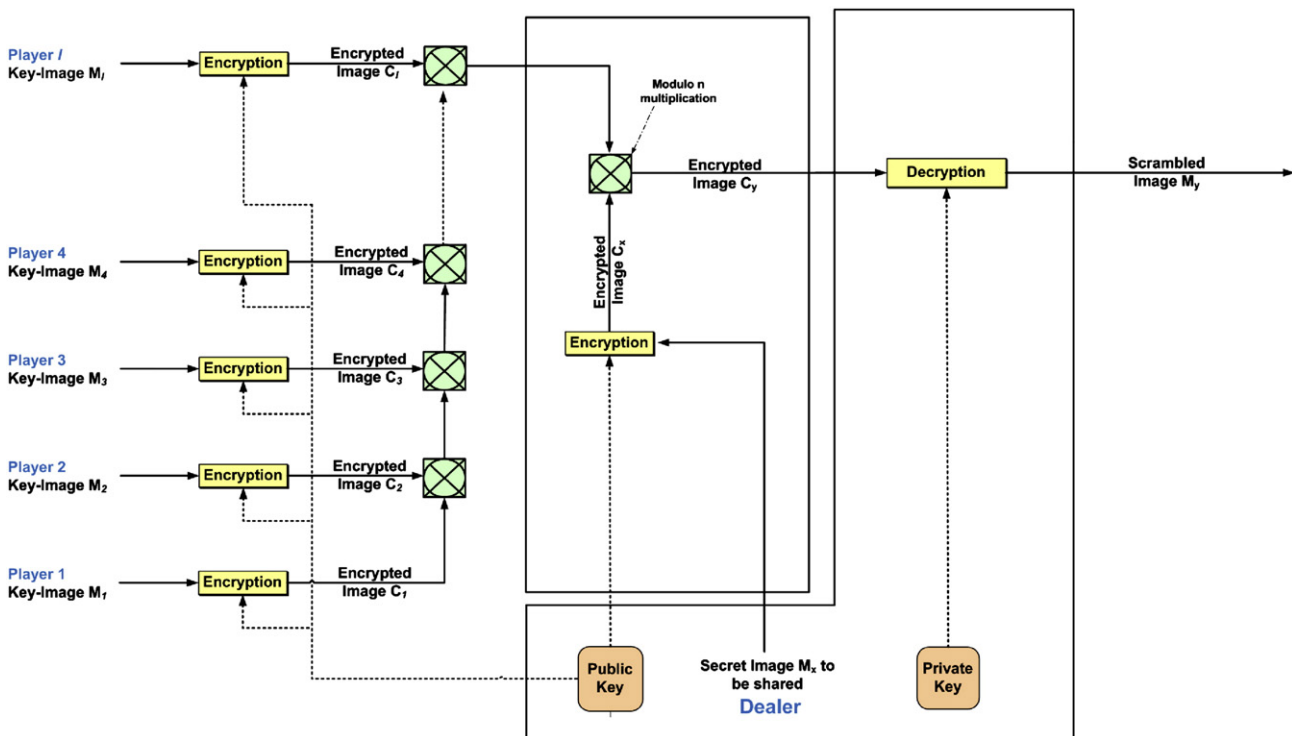 Player l
Key-Image Ml
Encryption
Encrypted
Image Cl
Modulo n
multiplication
Encrypted
Image Cy
Decryption
Scrambled
Image My
Player 4
Key-Image M4
Encryption
Encrypted
Image C4
Encrypted
Image Cx
Encryption
Player 3
Key-Image M3
Encryption
Encrypted
Image C3
Player 2
Key-Image M2
Encryption
Encrypted
Image C2
Player 1
Key-Image M1
Encryption
Encrypted
Image C1
Public
Key
Secret Image Mx to
be shared
Dealer
Private
Key